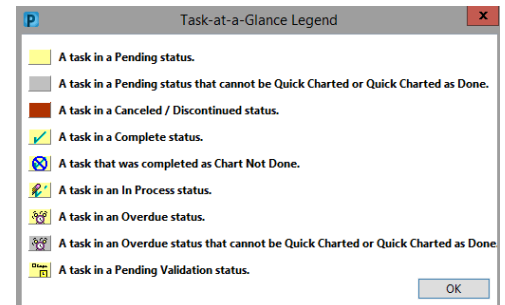 P
Task-at-a-Glance Legend
x
A task in a Pending status.
A task in a Pending status that cannot be Quick Charted or Quick Charted as Done.
A task in a Canceled / Discontinued status.
A task in a Complete status.
A task that was completed as Chart Not Done.
A task in an In Process status.
A task in an Overdue status.
A task in an Overdue status that cannot be Quick Charted or Quick Charted as Done
A task in a Pending Validation status.
OK